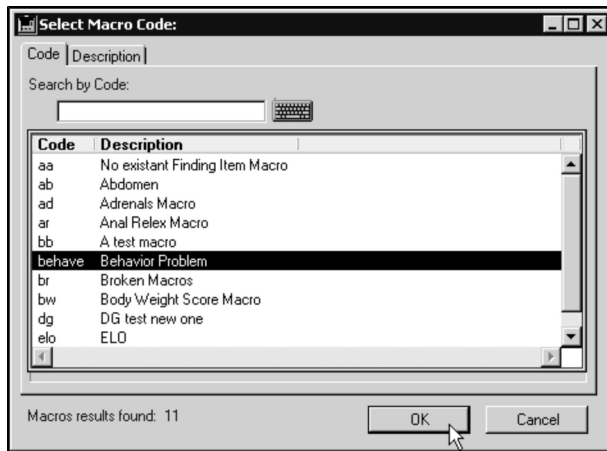 Select Macro Code:
Code Description
Search by Code:
Code Description
aa No existant Finding Item Macro
ab Abdomen
ad Adrenals Macro
ar Anal Relex Macro
bb A test macro
behave Behavior Problem
br Broken Macros
bw Body Weight Score Macro
dg DG test new one
elo ELO
Macros results found: 11 OK Cancel